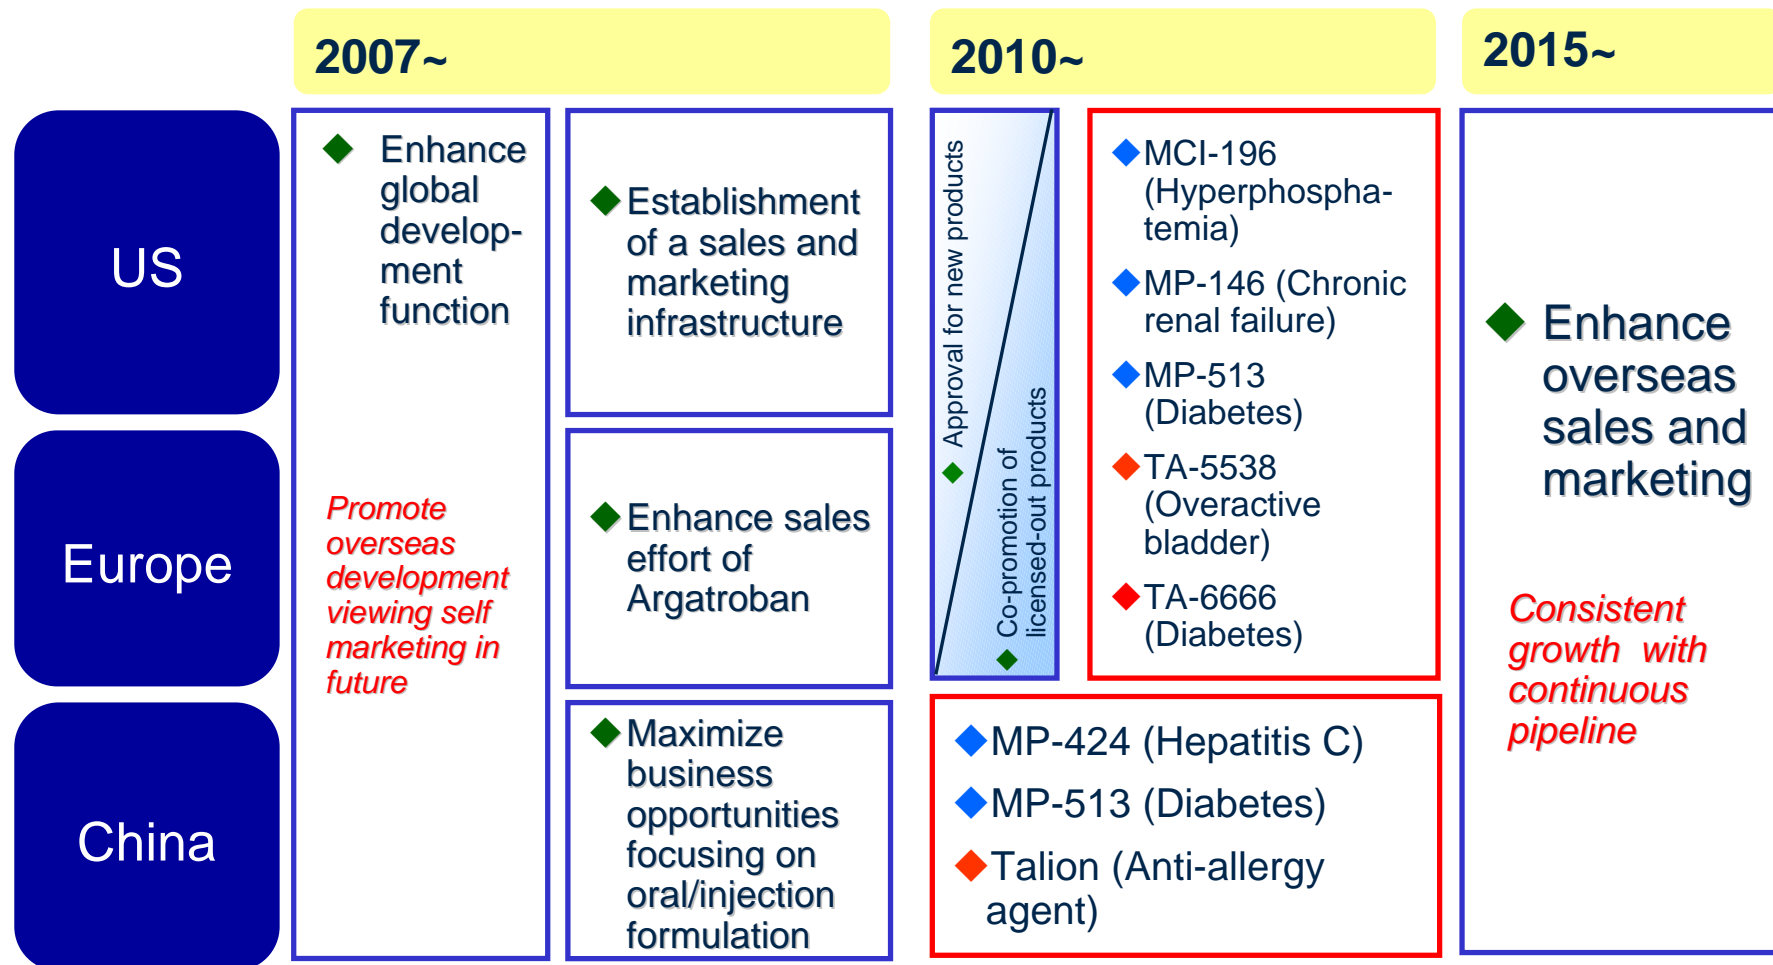 2007~
2010~
2015~
US
Europe
China
Enhance
global
develop-
ment
function
Promote
overseas
development
viewing self
marketing in
future
Establishment
of a sales and
marketing
infrastructure
Enhance sales
effort of
Argatroban
Maximize
business
opportunities
focusing on
oral/injection
formulation
Approval for new products
Co-promotion of
licensed-out products
MCI-196
(Hyperphospha-
temia)
MP-146 (Chronic
renal failure)
MP-513
(Diabetes)
TA-5538
(Overactive
bladder)
TA-6666
(Diabetes)
MP-424 (Hepatitis C)
MP-513 (Diabetes)
Talion (Anti-allergy
agent)
Enhance
overseas
sales and
marketing
Consistent
growth with
continuous
pipeline